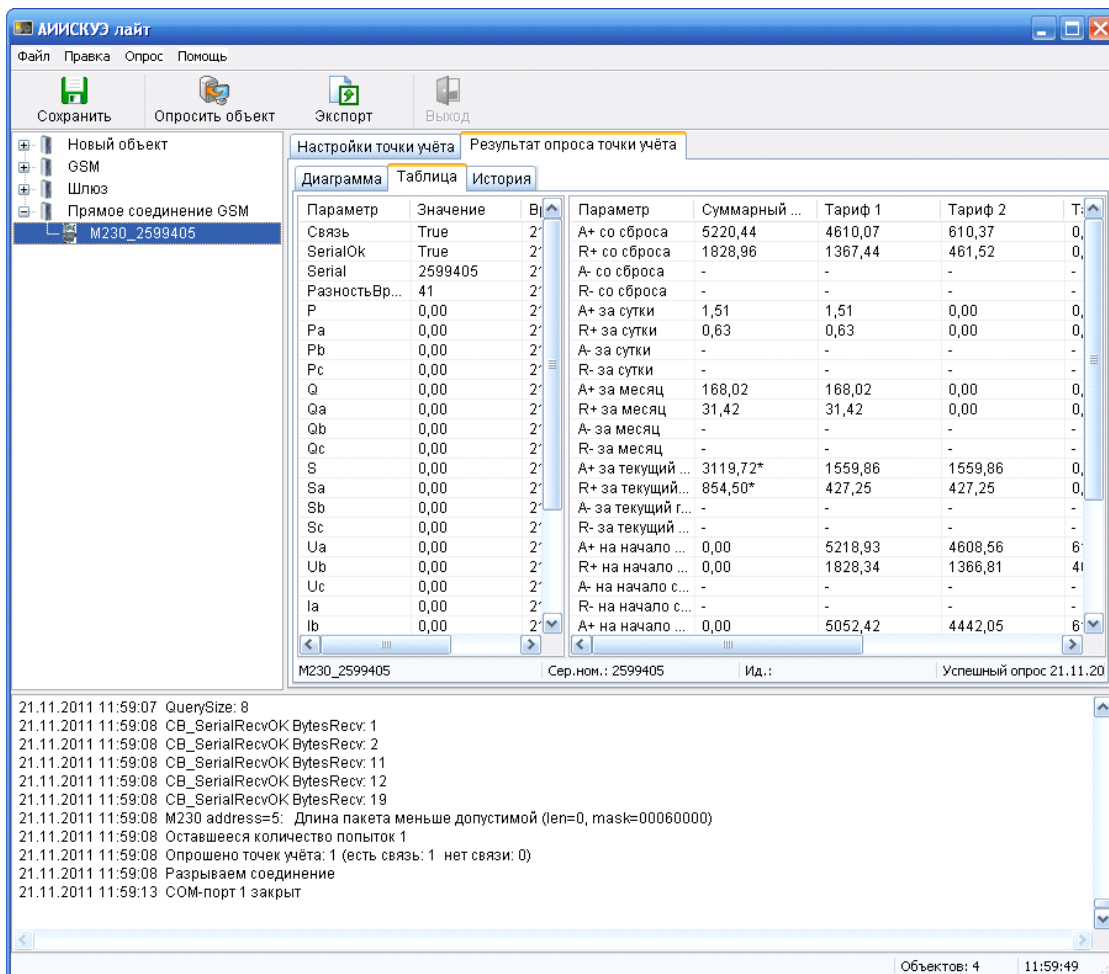 АИИСКУЭ лайт
Файл Правка Опрос Помощь
Сохранить Опросить объект Экспорт Выход
Новый объект
GSM
Шлюз
Прямое соединение GSM
M230_2599405
Настройки точки учёта Результат опроса точки учёта
Диаграмма Таблица История
Параметр Значение
Связь True
SerialOk True
Serial 2599405
РазностьВр... 41
P 0,00
Pa 0,00
Pb 0,00
Pc 0,00
Q 0,00
Qa 0,00
Qb 0,00
Qc 0,00
S 0,00
Sa 0,00
Sb 0,00
Sc 0,00
Ua 0,00
Ub 0,00
Uc 0,00
Ia 0,00
Ib 0,00
Параметр Суммарный ... Тариф 1 Тариф 2
A+ со сброса 5220,44 4610,07 610,37 0,
R+ со сброса 1828,96 1367,44 461,52 0,
A- со сброса - - - -
R- со сброса - - - -
A+ за сутки 1,51 1,51 0,00 0,
R+ за сутки 0,63 0,63 0,00 0,
A- за сутки - - - -
R- за сутки - - - -
A+ за месяц 168,02 168,02 0,00 0,
R+ за месяц 31,42 31,42 0,00 0,
A- за месяц - - - -
R- за месяц - - - -
A+ за текущий ... 3119,72* 1559,86 1559,86 0,
R+ за текущий... 854,50* 427,25 427,25 0,
A- за текущий г... - - - -
R- за текущий ... - - - -
A+ на начало ... 0,00 5218,93 4608,56
R+ на начало ... 0,00 1828,34 1366,81
A- на начало с... - - - -
R- на начало с... - - - -
A+ на начало ... 0,00 5052,42 4442,05
M230_2599405 Сер.ном.: 2599405 Ид.: Успешный опрос 21.11.20
21.11.2011 11:59:07 QuerySize: 8
21.11.2011 11:59:08 CB_SerialRecvOK BytesRecv: 1
21.11.2011 11:59:08 CB_SerialRecvOK BytesRecv: 2
21.11.2011 11:59:08 CB_SerialRecvOK BytesRecv: 11
21.11.2011 11:59:08 CB_SerialRecvOK BytesRecv: 12
21.11.2011 11:59:08 CB_SerialRecvOK BytesRecv: 19
21.11.2011 11:59:08 M230 address=5: Длина пакета меньше допустимой (len=0, mask=00060000)
21.11.2011 11:59:08 Оставшееся количество попыток 1
21.11.2011 11:59:08 Опрошено точек учёта: 1 (есть связь: 1 нет связи: 0)
21.11.2011 11:59:08 Разрываем соединение
21.11.2011 11:59:13 COM-порт 1 закрыт
Объектов: 4 11:59:49